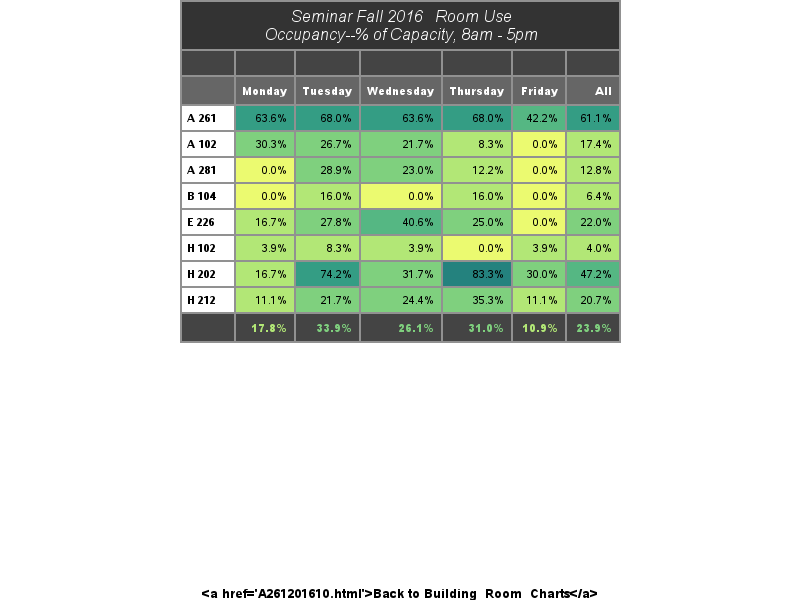 Seminar Fall 2016   Room Use
Occupancy--% of Capacity, 8am - 5pm
Monday Tuesday Wednesday Thursday Friday All
A 261 63.6% 68.0% 63.6% 68.0% 42.2% 61.1%
A 102 30.3% 26.7% 21.7% 8.3% 0.0% 17.4%
A 281 0.0% 28.9% 23.0% 12.2% 0.0% 12.8%
B 104 0.0% 16.0% 0.0% 16.0% 0.0% 6.4%
E 226 16.7% 27.8% 40.6% 25.0% 0.0% 22.0%
H 102 3.9% 8.3% 3.9% 0.0% 3.9% 4.0%
H 202 16.7% 74.2% 31.7% 83.3% 30.0% 47.2%
H 212 11.1% 21.7% 24.4% 35.3% 11.1% 20.7%
17.8% 33.9% 26.1% 31.0% 10.9% 23.9%
<a href='A261201610.html'>Back to Building  Room  Charts</a>